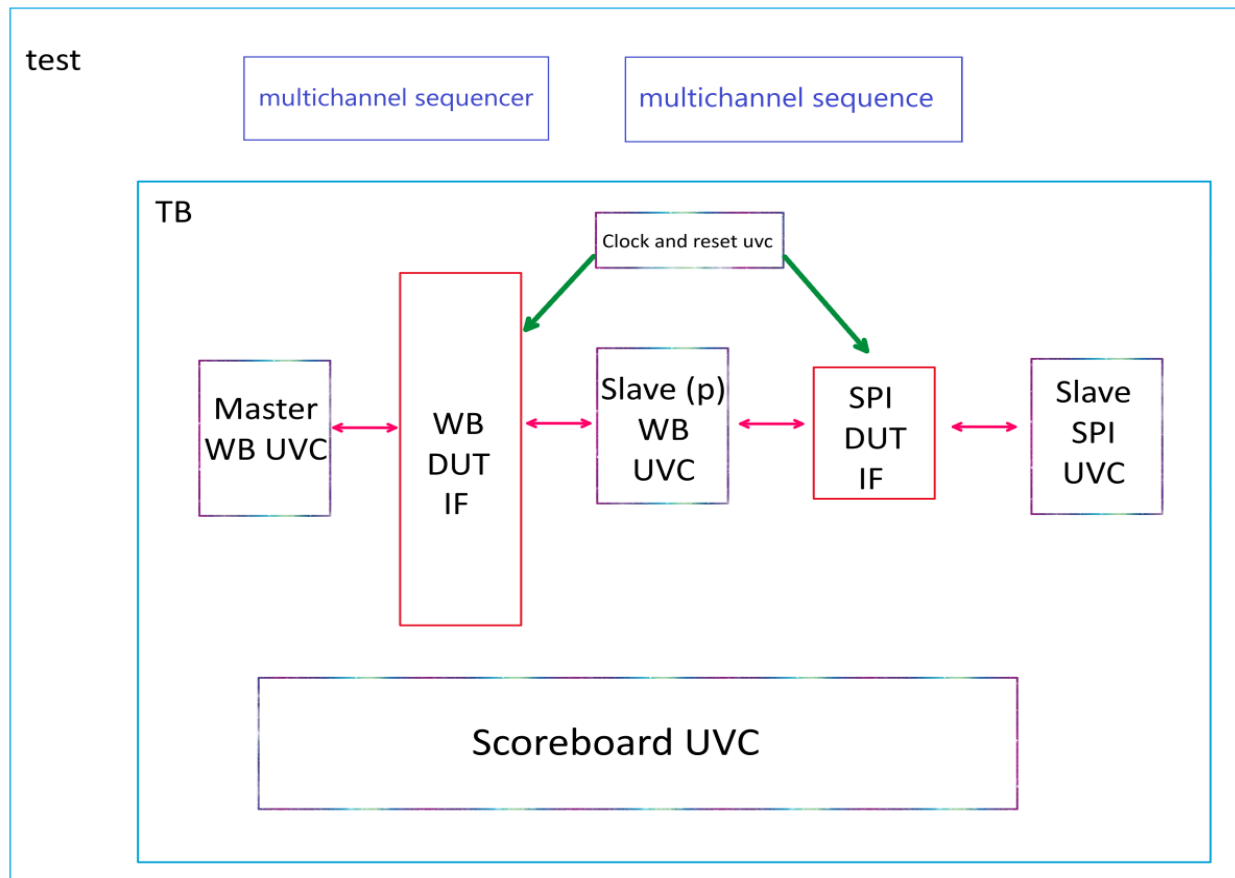 test
multichannel sequencer
multichannel sequence
TB
Clock and reset uvc
Master
WB UVC
WB
DUT
IF
Slave (p)
WB
UVC
SPI
DUT
IF
Slave
SPI
UVC
Scoreboard UVC